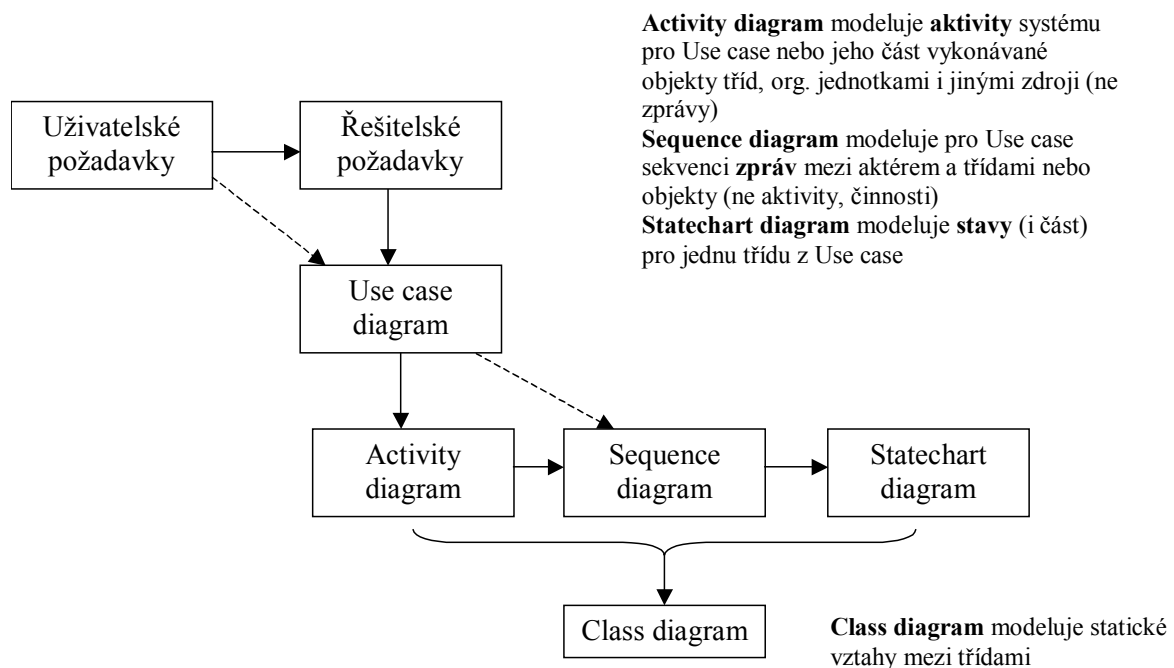 Activity diagram modeluje aktivity systému
pro Use case nebo jeho část vykonávané
objekty tříd, org. jednotkami i jinými zdroji (ne
zprávy)
Sequence diagram modeluje pro Use case
sekvenci zpráv mezi aktérem a třídami nebo
objekty (ne aktivity, činnosti)
Statechart diagram modeluje stavy (i část)
pro jednu třídu z Use case
Uživatelské
požadavky
Řešitelské
požadavky
Use case
diagram
Activity
diagram
Sequence
diagram
Statechart
diagram
Class diagram
Class diagram modeluje statické
vztahy mezi třídami